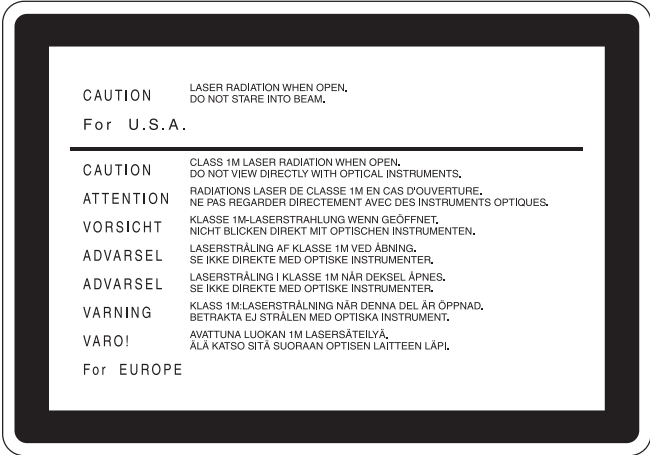 CAUTION LASER RADIATION WHEN OPEN.
DO NOT STARE INTO BEAM.
For U.S.A.
CAUTION CLASS 1M LASER RADIATION WHEN OPEN.
DO NOT VIEW DIRECTLY WITH OPTICAL INSTRUMENTS.
ATTENTION RADIATIONS LASER DE CLASSE 1M EN CAS D'OUVERTURE.
NE PAS REGARDER DIRECTEMENT AVEC DES INSTRUMENTS OPTIQUES.
VORSICHT KLASSE 1M-LASERSTRAHLUNG WENN GEÖFFNET.
NICHT BLICKEN DIREKT MIT OPTISCHEN INSTRUMENTEN.
ADVARSEL LASERSTRÅLING AF KLASSE 1M VED ÅBNING.
SE IKKE DIREKTE MED OPTISKE INSTRUMENTER.
ADVARSEL LASERSTRÅLING I KLASSE 1M NÅR DEKSEL ÅPNES.
SE IKKE DIREKTE MED OPTISKE INSTRUMENTER.
VARNING KLASS 1M:LASERSTRÅLNING NÄR DENNA DEL ÄR ÖPPNAD.
BETRAKTA EJ STRÅLEN MED OPTISKA INSTRUMENT.
VARO! AVATTUNA LUOKAN 1M LASERSÄTEILYÄ.
ÄLÄ KATSO SITÄ SUORAAN OPTISEN LAITTEEN LÄPI.
For EUROPE